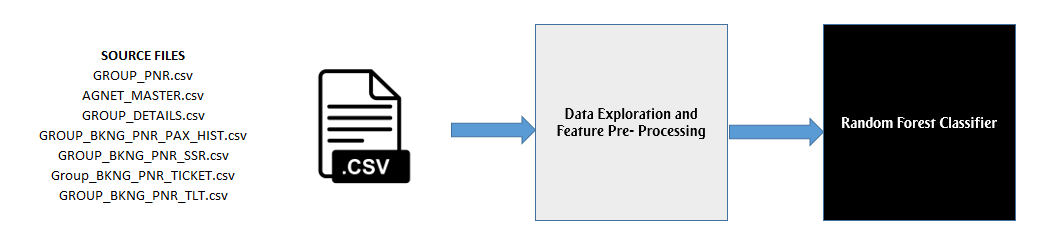 SOURCE FILES
GROUP_PNR.csv
AGNET_MASTER.csv
GROUP_DETAILS.csv
GROUP_BKNG_PNR_PAX_HIST.csv
GROUP_BKNG_PNR_SSR.csv
Group_BKNG_PNR_TICKET.csv
GROUP_BKNG_PNR_TLT.csv
.CSV
Data Exploration and
Feature Pre- Processing
Random Forest Classifier